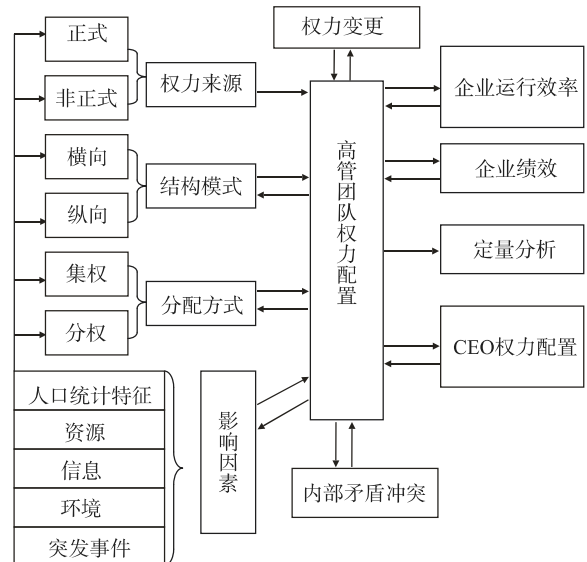 权力变更
正式
非正式
权力来源
横向
纵向
结构模式
集权
分权
分配方式
人口统计特征
资源
信息
环境
突发事件
影响因素
高管团队权力配置
内部矛盾冲突
企业运行效率
企业绩效
定量分析
CEO权力配置